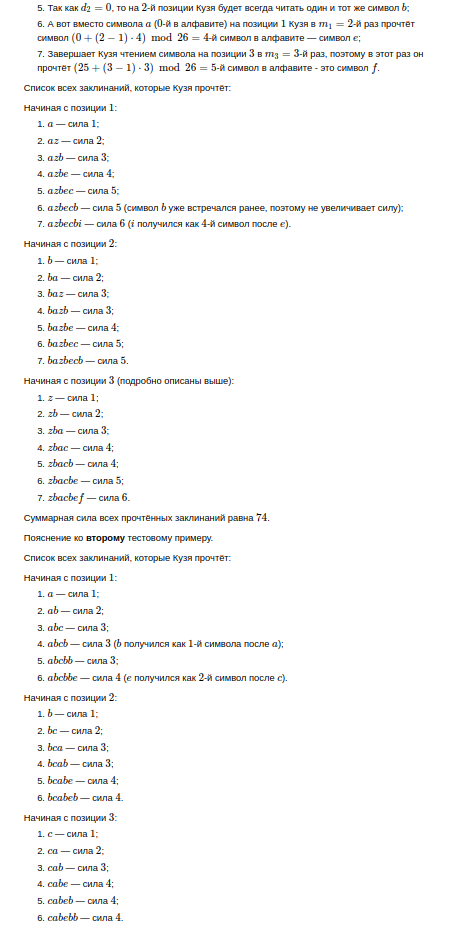 5. Так как d₂ = 0, то на 2-й позиции Кузя будет всегда читать один и тот же символ b;
6. А вот вместо символа a (0-й в алфавите) на позиции 1 Кузя в m₁ = 2-й раз прочтёт
символ (0 + (2 − 1) · 4) mod 26 = 4-й символ в алфавите — символ e;
7. Завершает Кузя чтением символа на позиции 3 в m₃ = 3-й раз, поэтому в этот раз он
прочтёт (25 + (3 − 1) · 3) mod 26 = 5-й символ в алфавите - это символ f.
Список всех заклинаний, которые Кузя прочтёт:
Начиная с позиции 1:
1. a — сила 1;
2. az — сила 2;
3. azb — сила 3;
4. azbe — сила 4;
5. azbec — сила 5;
6. azbecb — сила 5 (символ b уже встречался ранее, поэтому не увеличивает силу);
7. azbecbi — сила 6 (i получился как 4-й символ после e).
Начиная с позиции 2:
1. b — сила 1;
2. ba — сила 2;
3. baz — сила 3;
4. bazb — сила 3;
5. bazbe — сила 4;
6. bazbec — сила 5;
7. bazbecb — сила 5.
Начиная с позиции 3 (подробно описаны выше):
1. z — сила 1;
2. zb — сила 2;
3. zba — сила 3;
4. zbac — сила 4;
5. zbacb — сила 4;
6. zbacbe — сила 5;
7. zbacbef — сила 6.
Суммарная сила всех прочтённых заклинаний равна 74.
Пояснение ко второму тестовому примеру.
Список всех заклинаний, которые Кузя прочтёт:
Начиная с позиции 1:
1. a — сила 1;
2. ab — сила 2;
3. abc — сила 3;
4. abcb — сила 3 (b получился как 1-й символа после a);
5. abcbb — сила 3;
6. abcbbe — сила 4 (e получился как 2-й символ после c).
Начиная с позиции 2:
1. b — сила 1;
2. bc — сила 2;
3. bca — сила 3;
4. bcab — сила 3;
5. bcabe — сила 4;
6. bcabeb — сила 4.
Начиная с позиции 3:
1. c — сила 1;
2. ca — сила 2;
3. cab — сила 3;
4. cabe — сила 4;
5. cabeb — сила 4;
6. cabebb — сила 4.